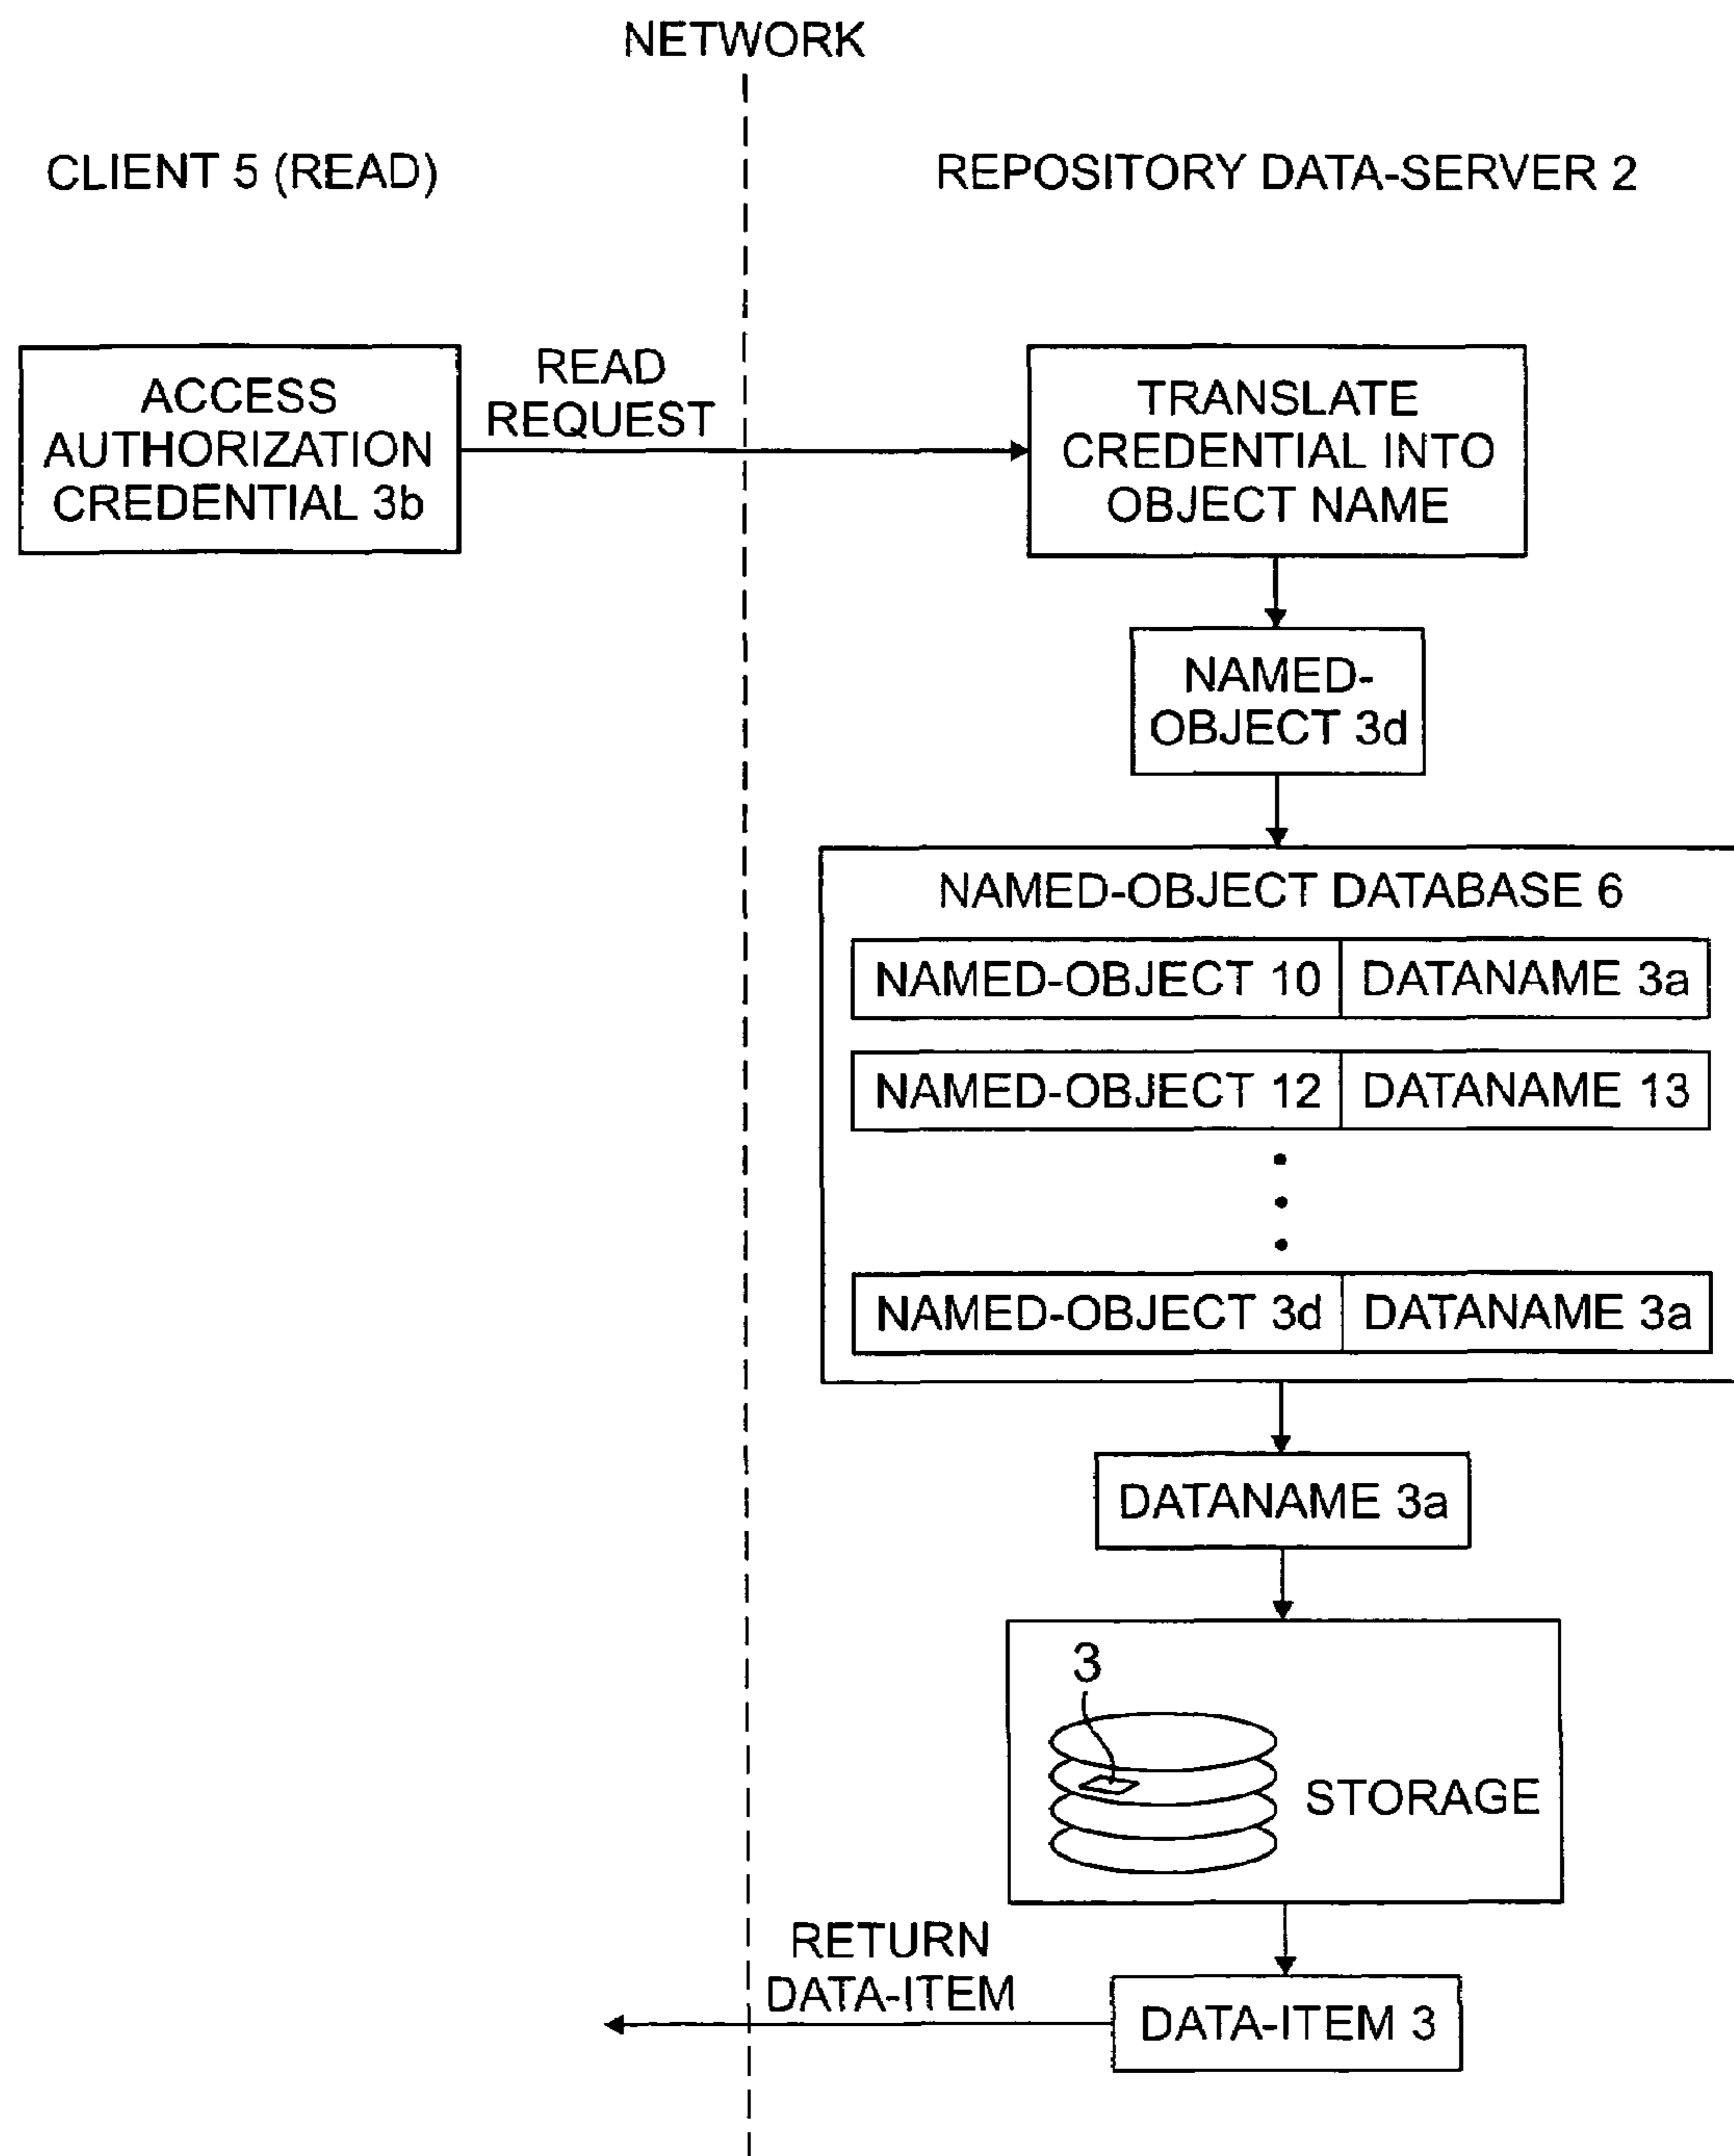 NETWORK
CLIENT 5 (READ)
REPOSITORY DATA-SERVER 2
ACCESS
AUTHORIZATION
CREDENTIAL 3b
READ
REQUEST
TRANSLATE
CREDENTIAL INTO
OBJECT NAME
NAMED-
OBJECT 3d
NAMED-OBJECT DATABASE 6
NAMED-OBJECT 10 DATANAME 3a
NAMED-OBJECT 12 DATANAME 13
NAMED-OBJECT 3d DATANAME 3a
DATANAME 3a
3
STORAGE
RETURN
DATA-ITEM
DATA-ITEM 3